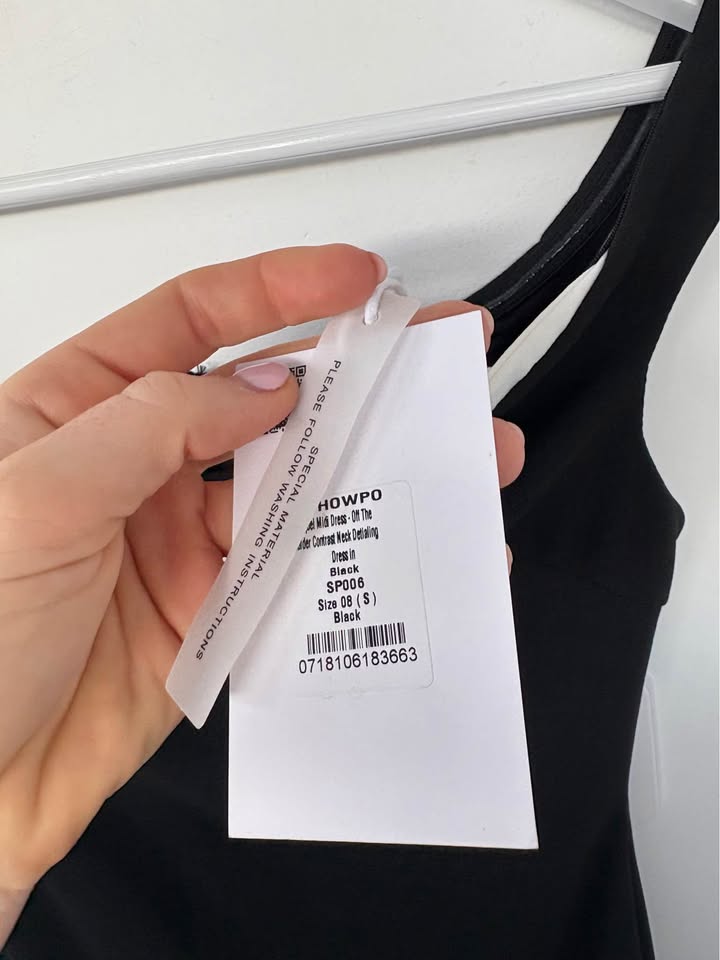 PLEASE FOLLOW WASHING INSTRUCTIONS
SPECIAL MATERIAL
HOWPO
Midi Dress - Off The
Contrast Neck Detialing
Dress in
Black
SP006
Size 08 ( S )
Black
0718106183663